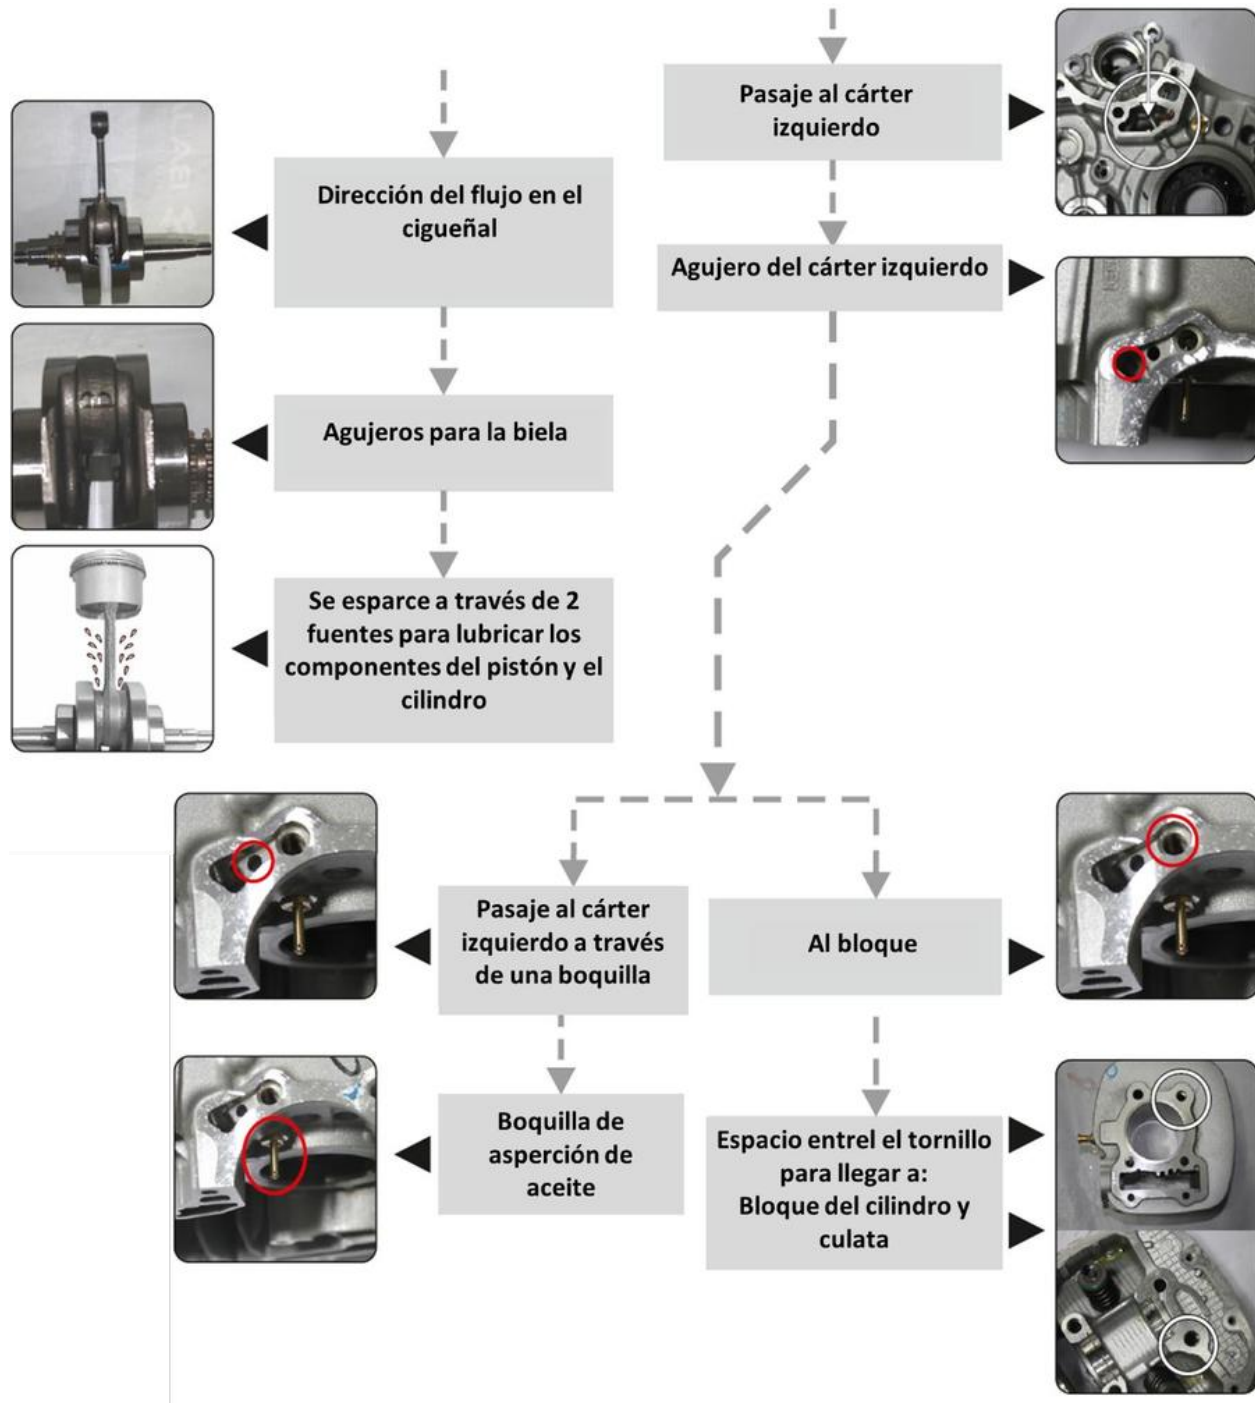 Pasaje al cárter
izquierdo
Dirección del flujo en el
cigueñal
Agujero del cárter izquierdo
Agujeros para la biela
Se esparce a través de 2
fuentes para lubricar los
componentes del pistón y el
cilindro
Pasaje al cárter
izquierdo a través
de una boquilla
Al bloque
Boquilla de
asperción de
aceite
Espacio entrel el tornillo
para llegar a:
Bloque del cilindro y
culata